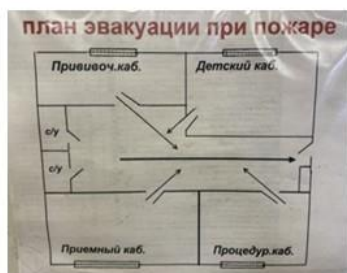 план эвакуации при пожаре
Прививоч.каб.
Детский каб.
с/у
с/у
Приемный каб.
Процедур.каб.